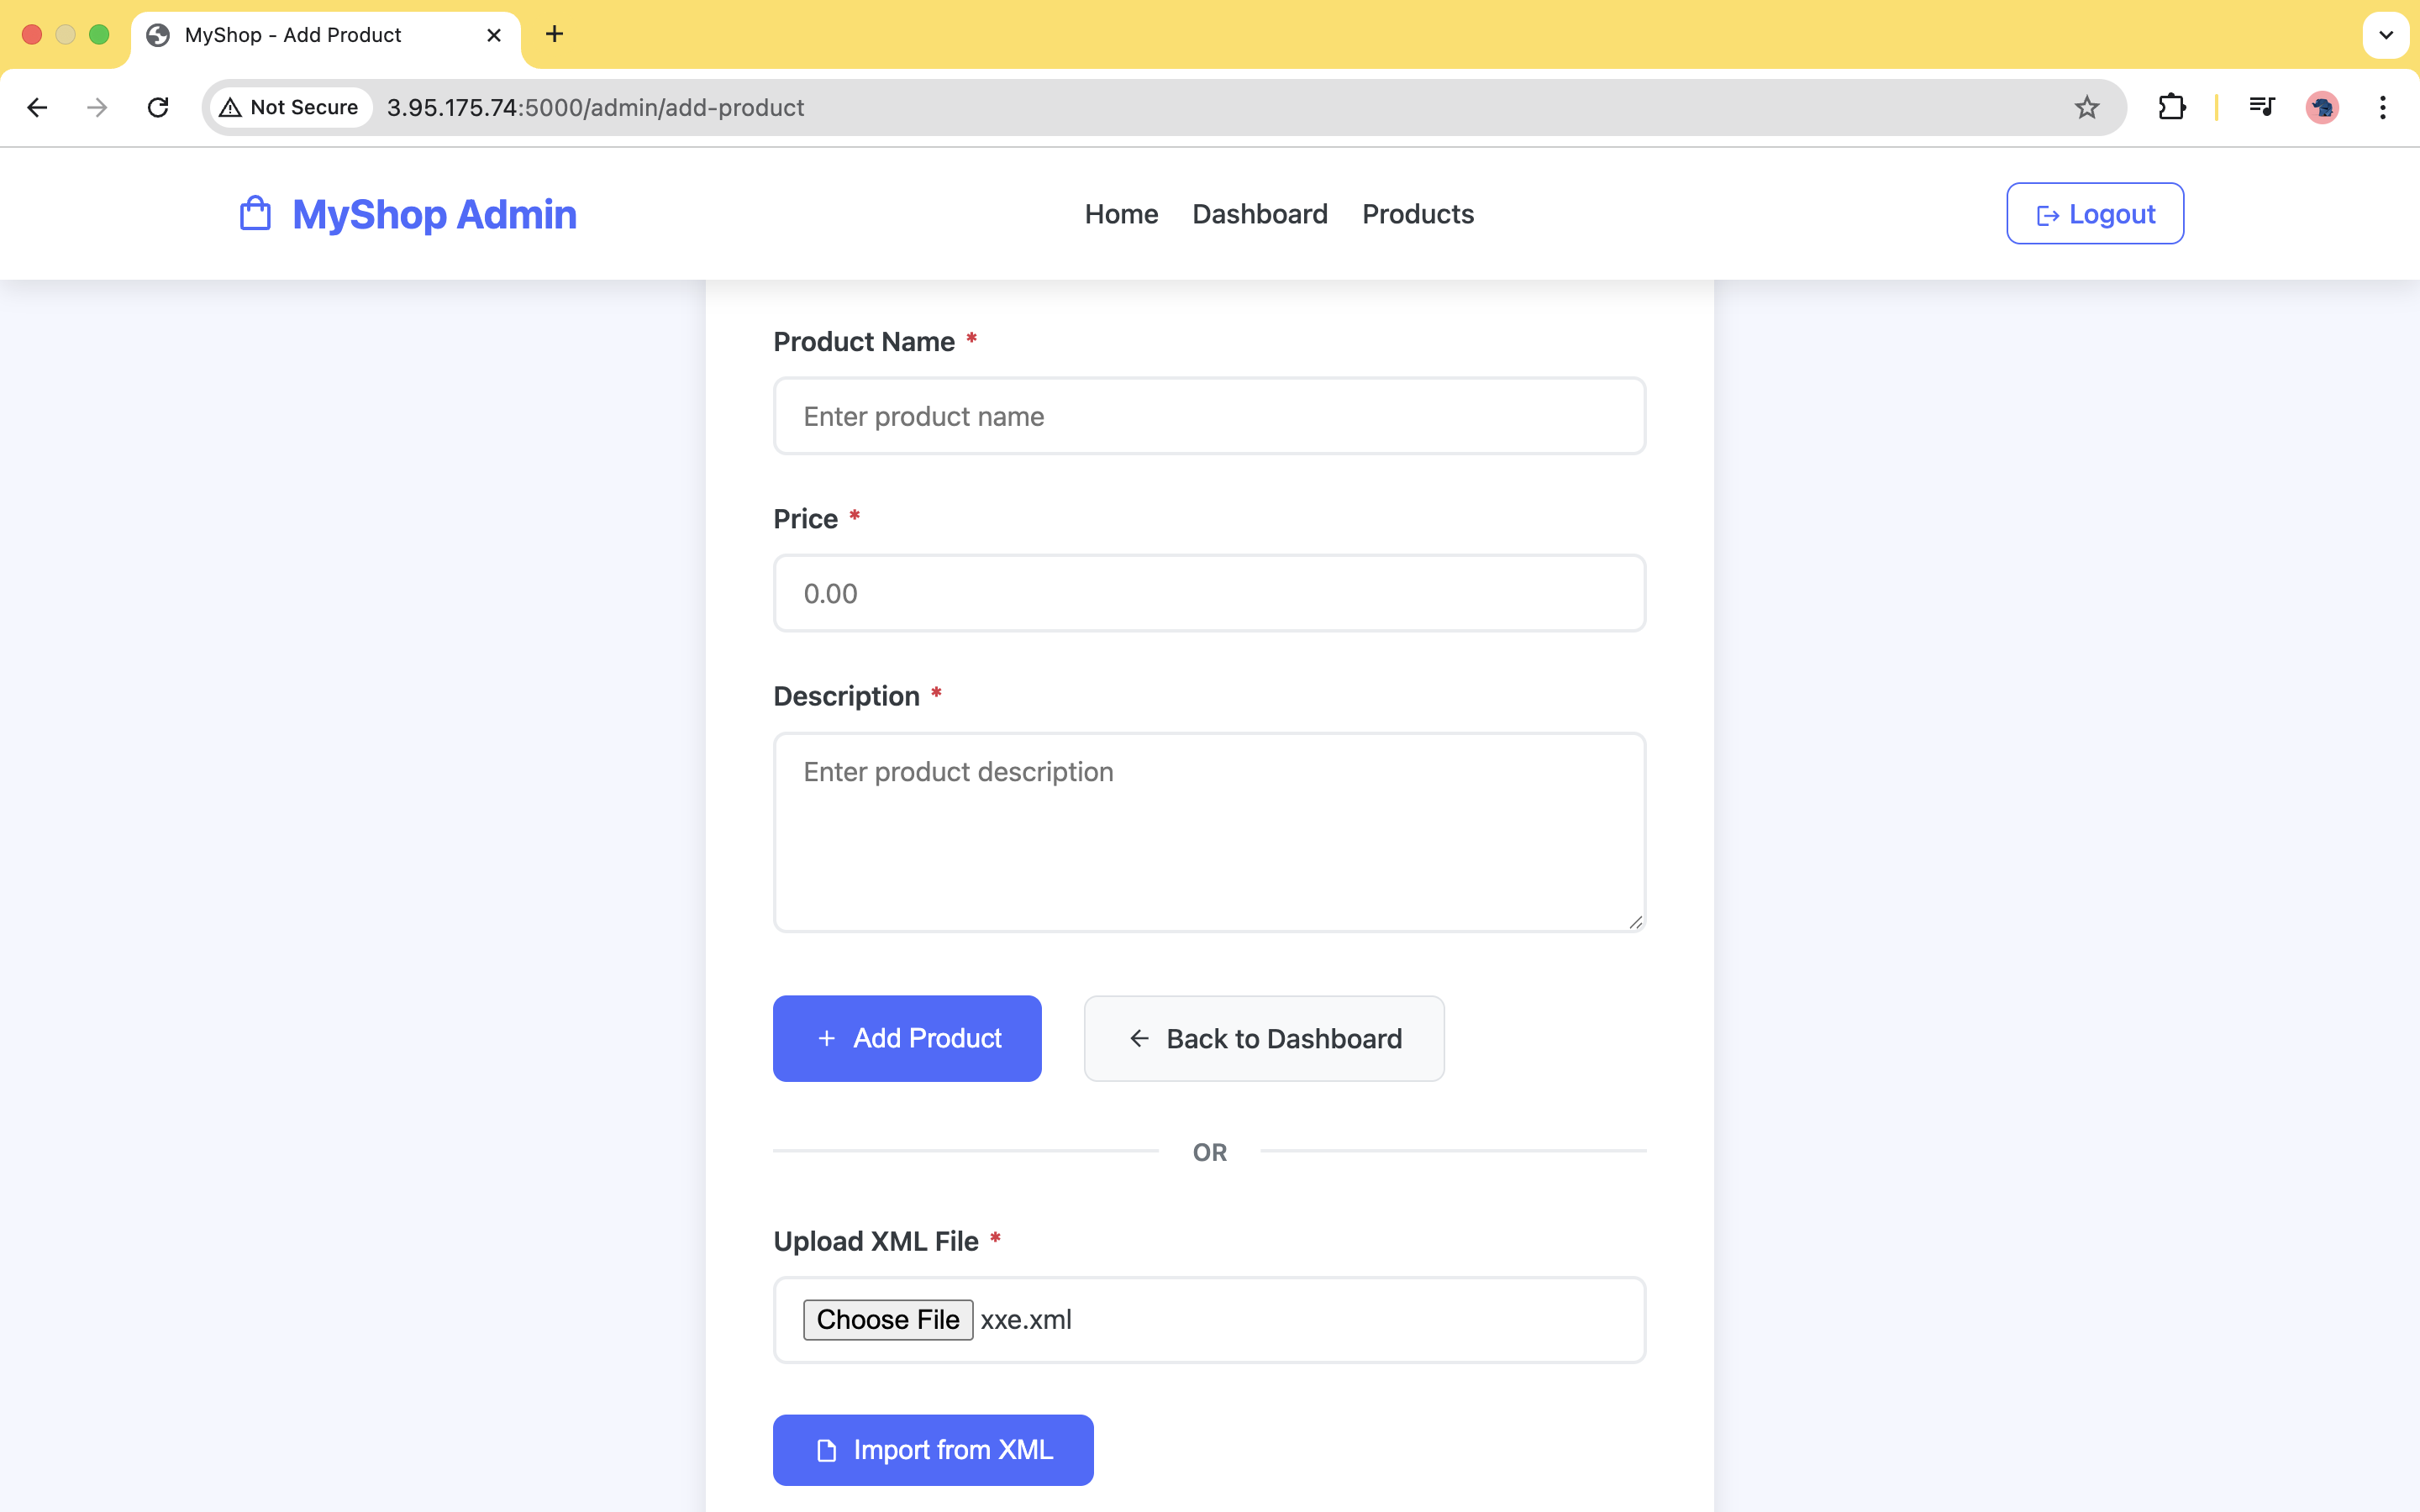 MyShop - Add Product
Not Secure 3.95.175.74:5000/admin/add-product
MyShop Admin
Home Dashboard Products
Logout
Product Name *
Enter product name
Price *
0.00
Description *
Enter product description
+ Add Product
← Back to Dashboard
OR
Upload XML File *
Choose File xxe.xml
Import from XML